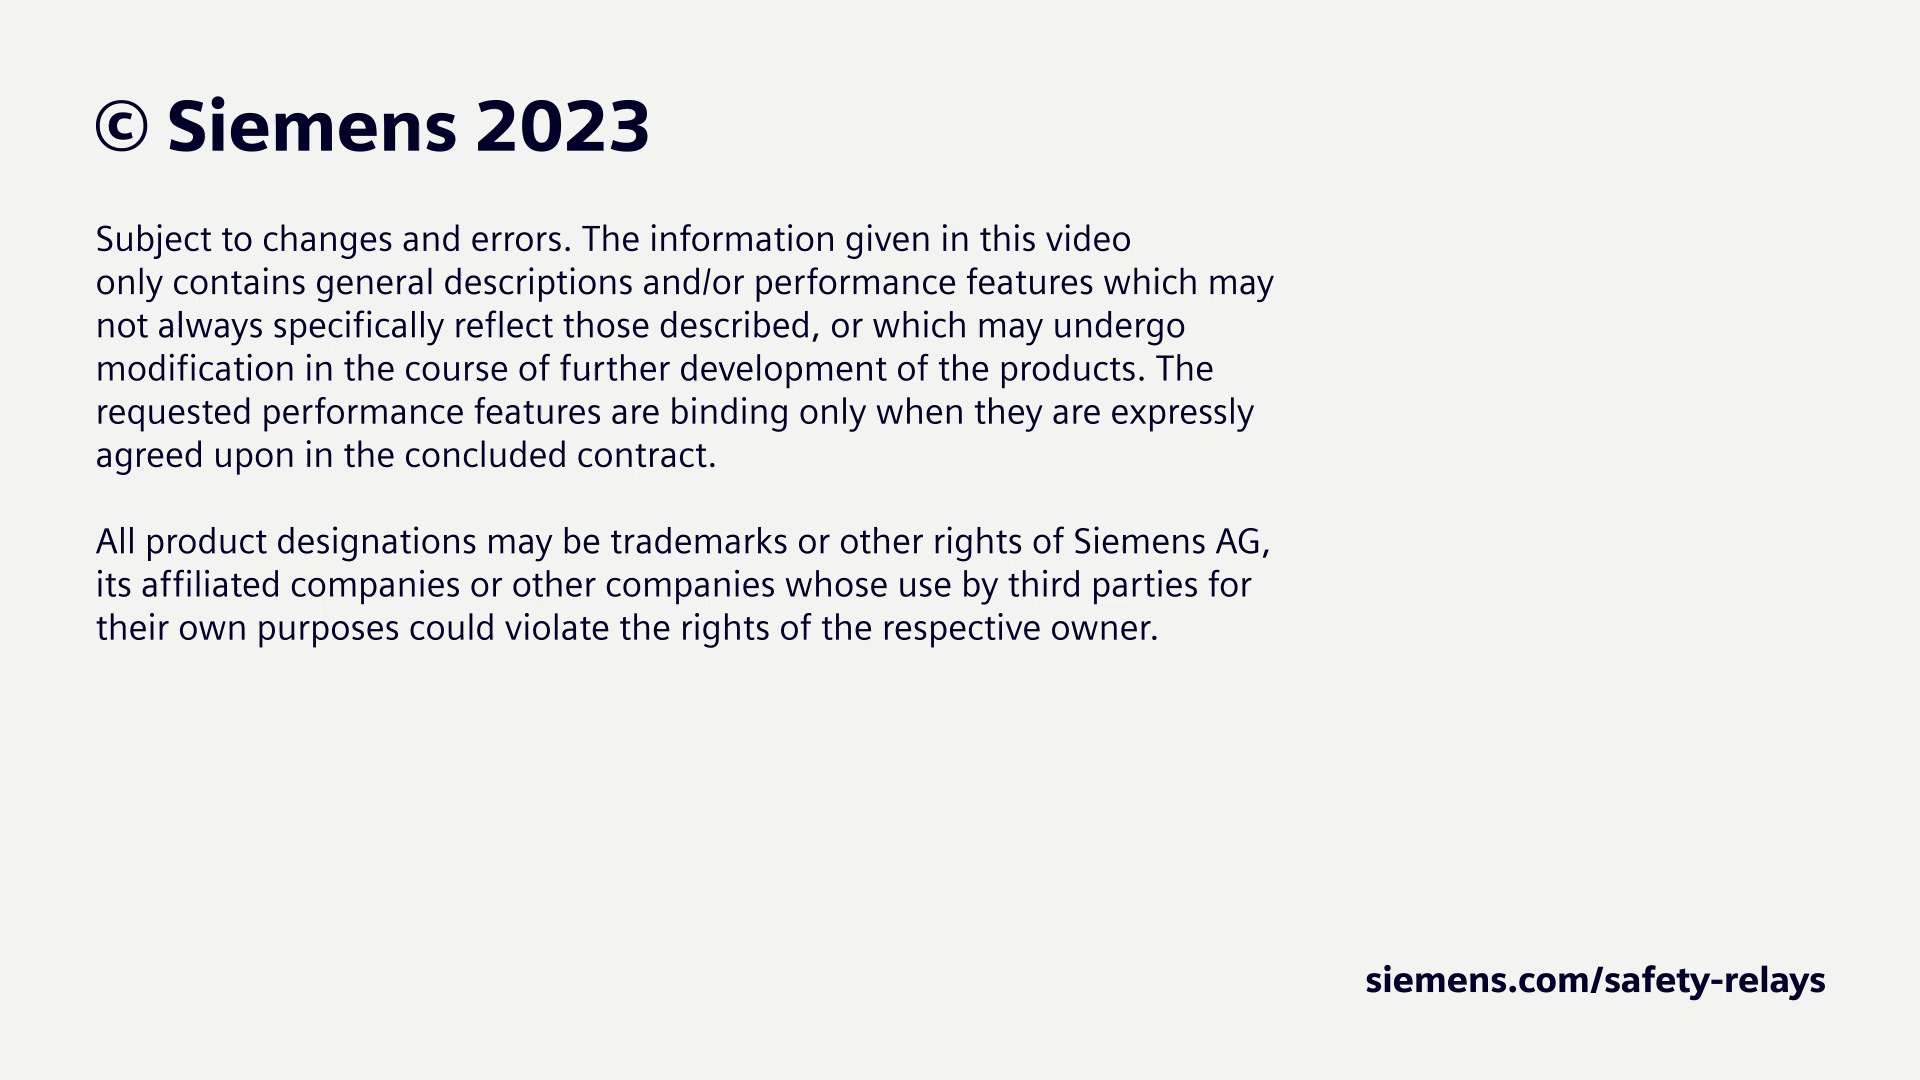 © Siemens 2023
Subject to changes and errors. The information given in this video
only contains general descriptions and/or performance features which may
not always specifically reflect those described, or which may undergo
modification in the course of further development of the products. The
requested performance features are binding only when they are expressly
agreed upon in the concluded contract.
All product designations may be trademarks or other rights of Siemens AG,
its affiliated companies or other companies whose use by third parties for
their own purposes could violate the rights of the respective owner.
siemens.com/safety-relays